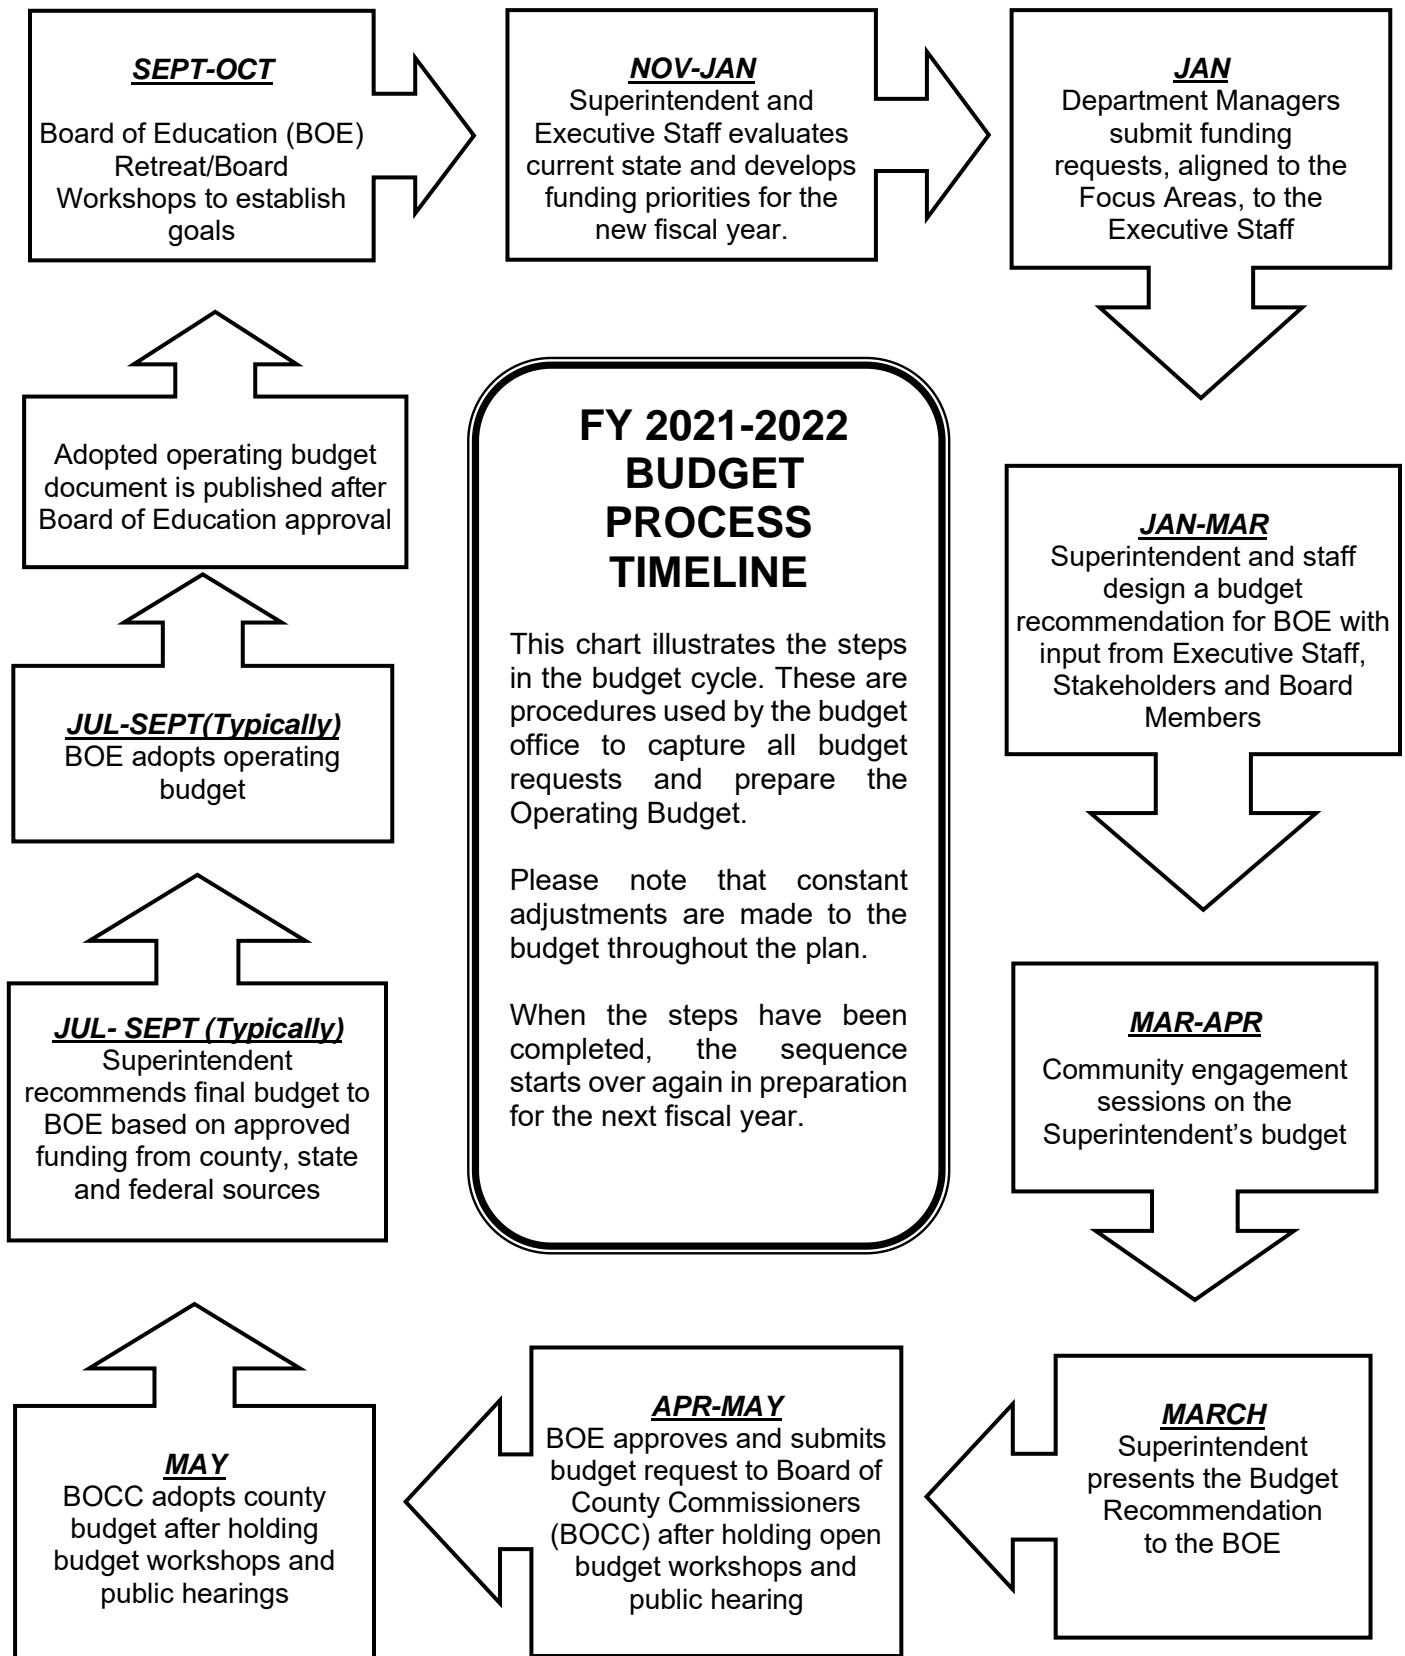 SEPT-OCT
Board of Education (BOE)
Retreat/Board
Workshops to establish
goals
NOV-JAN
Superintendent and
Executive Staff evaluates
current state and develops
funding priorities for the
new fiscal year.
JAN
Department Managers
submit funding
requests, aligned to the
Focus Areas, to the
Executive Staff
JAN-MAR
Superintendent and staff
design a budget
recommendation for BOE with
input from Executive Staff,
Stakeholders and Board
Members
MAR-APR
Community engagement
sessions on the
Superintendent’s budget
MARCH
Superintendent
presents the Budget
Recommendation
to the BOE
APR-MAY
BOE approves and submits
budget request to Board of
County Commissioners
(BOCC) after holding open
budget workshops and
public hearing
MAY
BOCC adopts county
budget after holding
budget workshops and
public hearings
JUL- SEPT (Typically)
Superintendent
recommends final budget to
BOE based on approved
funding from county, state
and federal sources
JUL-SEPT(Typically)
BOE adopts operating
budget
Adopted operating budget
document is published after
Board of Education approval
FY 2021-2022
BUDGET
PROCESS
TIMELINE
This chart illustrates the steps
in the budget cycle. These are
procedures used by the budget
office to capture all budget
requests and prepare the
Operating Budget.
Please note that constant
adjustments are made to the
budget throughout the plan.
When the steps have been
completed, the sequence
starts over again in preparation
for the next fiscal year.